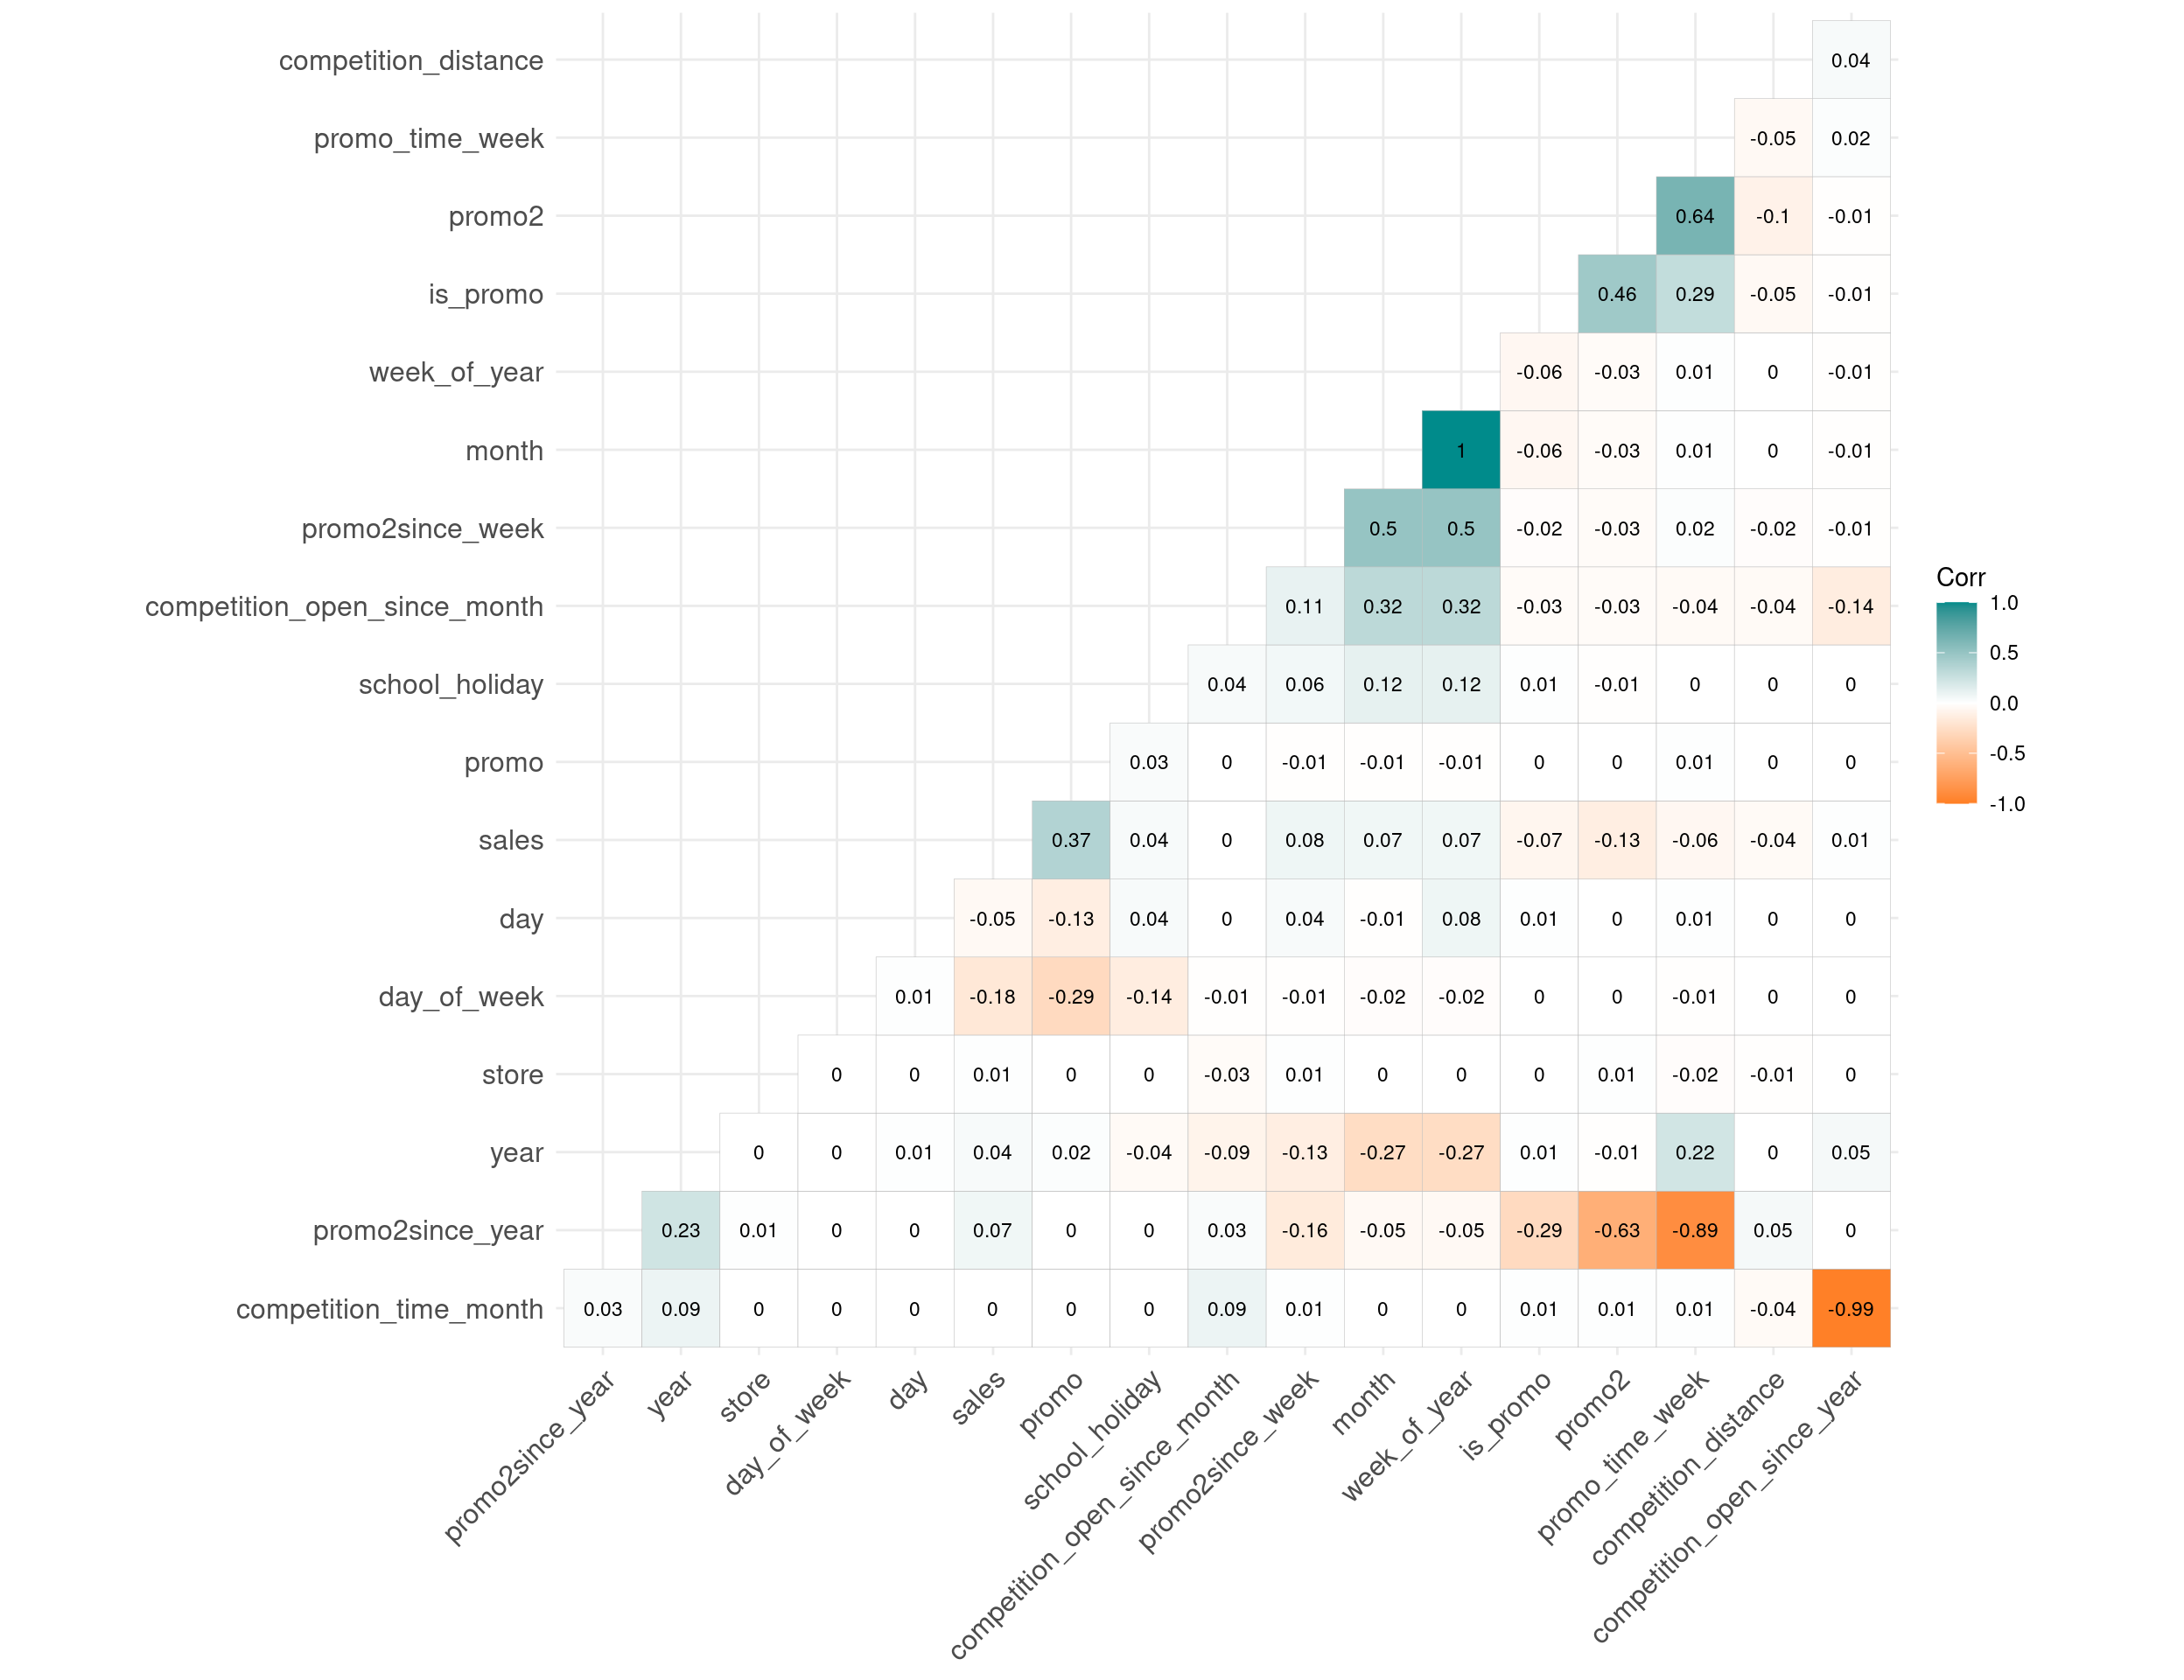 competition_distance 0.04
promo_time_week -0.05 0.02
promo2 0.64 -0.1 -0.01
is_promo 0.46 0.29 -0.05 -0.01
week_of_year -0.06 -0.03 0.01 0 -0.01
month 1 -0.06 -0.03 0.01 0 -0.01
promo2since_week 0.5 0.5 -0.02 -0.03 0.02 -0.02 -0.01
competition_open_since_month 0.11 0.32 0.32 -0.03 -0.03 -0.04 -0.04 -0.14
school_holiday 0.04 0.06 0.12 0.12 0.01 -0.01 0 0 0
promo 0.03 0 -0.01 -0.01 -0.01 0 0 0.01 0 0
sales 0.37 0.04 0 0.08 0.07 0.07 -0.07 -0.13 -0.06 -0.04 0.01
day -0.05 -0.13 0.04 0 0.04 -0.01 0.08 0.01 0 0.01 0 0
day_of_week 0.01 -0.18 -0.29 -0.14 -0.01 -0.01 -0.02 -0.02 0 0 -0.01 0 0
store 0 0 0.01 0 0 -0.03 0.01 0 0 0 0.01 -0.02 -0.01 0
year 0 0 0.01 0.04 0.02 -0.04 -0.09 -0.13 -0.27 -0.27 0.01 -0.01 0.22 0 0.05
promo2since_year 0.23 0.01 0 0 0.07 0 0 0.03 -0.16 -0.05 -0.05 -0.29 -0.63 -0.89 0.05 0
competition_time_month 0.03 0.09 0 0 0 0 0 0 0.09 0.01 0 0 0.01 0.01 0.01 -0.04 -0.99
promo2since_year
year
store
day_of_week
day
sales
promo
school_holiday
competition_open_since_month
promo2since_week
month
week_of_year
is_promo
promo2
promo_time_week
competition_distance
competition_open_since_year
Corr
1.0
0.5
0.0
-0.5
-1.0